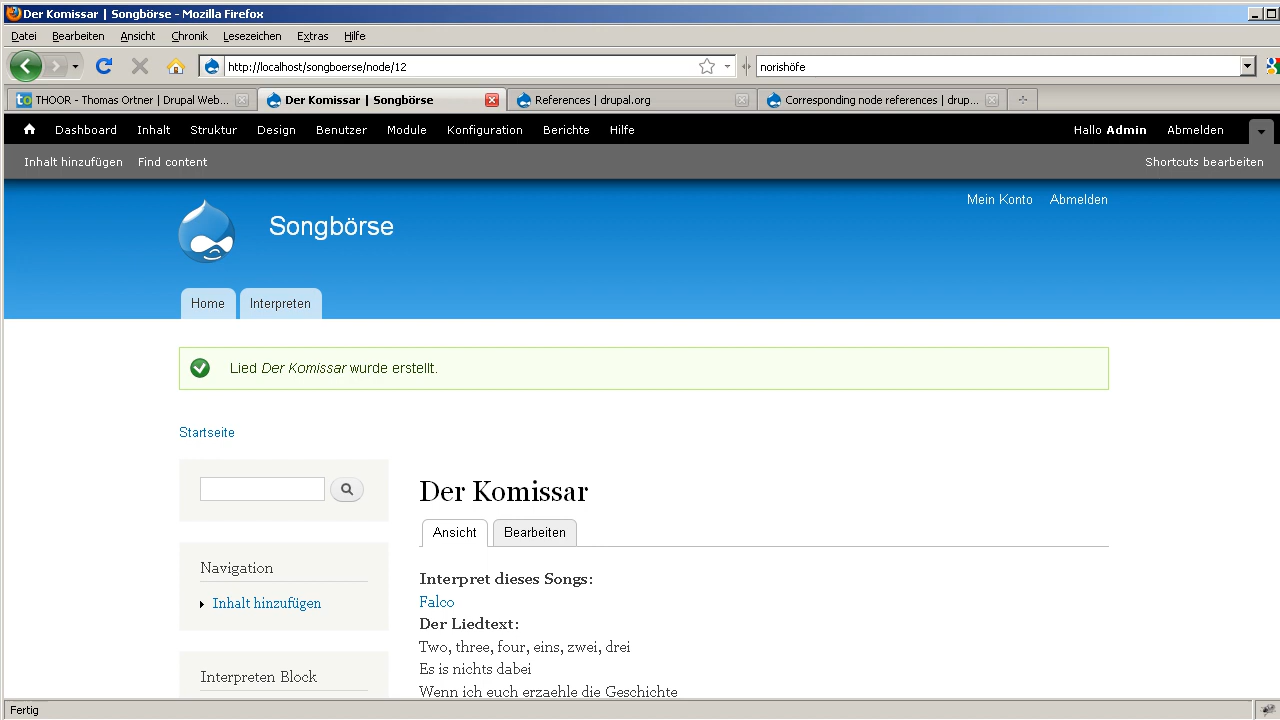 Der Komissar | Songbörse - Mozilla Firefox
Datei Bearbeiten Ansicht Chronik Lesezeichen Extras Hilfe
http://localhost/songboerse/node/12 norishöfe
THOOR - Thomas Ortner | Drupal Web... Der Komissar | Songbörse References | drupal.org Corresponding node references | drup...
Dashboard Inhalt Struktur Design Benutzer Module Konfiguration Berichte Hilfe Hallo Admin Abmelden
Inhalt hinzufügen Find content Shortcuts bearbeiten
Mein Konto Abmelden
Songbörse
Home Interpreten
Lied Der Komissar wurde erstellt.
Startseite
Der Komissar
Ansicht Bearbeiten
Navigation
Inhalt hinzufügen
Interpreten Block
Interpret dieses Songs:
Falco
Der Liedtext:
Two, three, four, eins, zwei, drei
Es is nichts dabei
Wenn ich euch erzaehle die Geschichte
Fertig